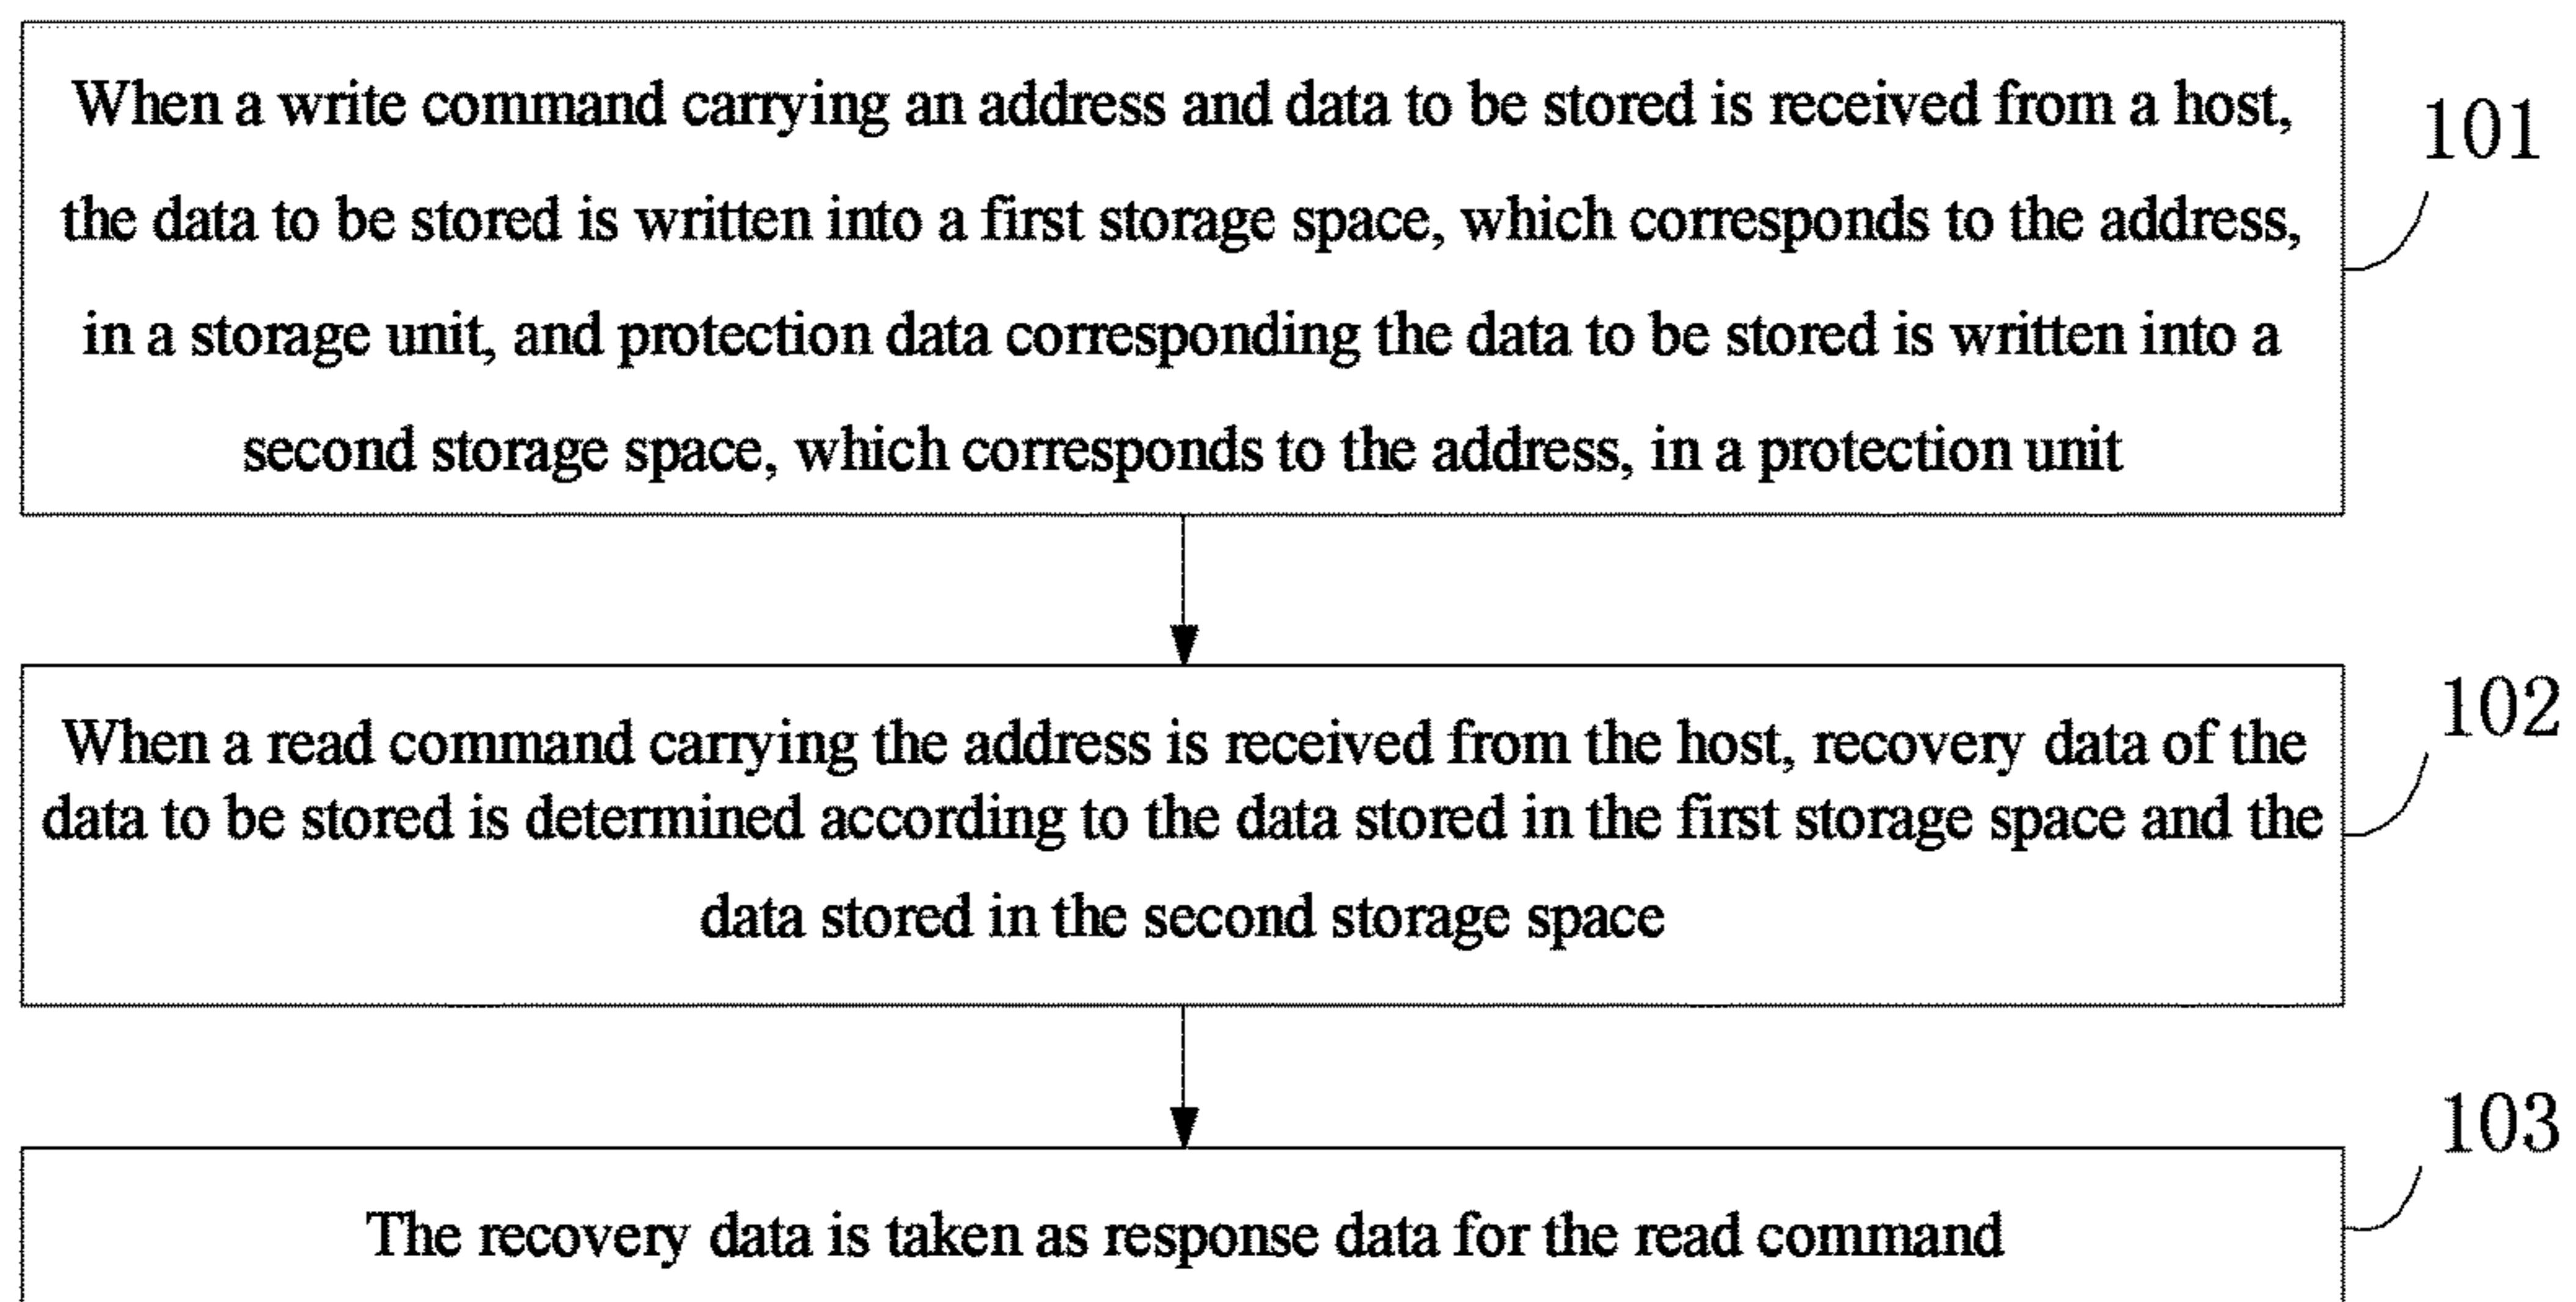 When a write command carrying an address and data to be stored is received from a host,
the data to be stored is written into a first storage space, which corresponds to the address,
in a storage unit, and protection data corresponding the data to be stored is written into a
second storage space, which corresponds to the address, in a protection unit
101
When a read command carrying the address is received from the host, recovery data of the
data to be stored is determined according to the data stored in the first storage space and the
data stored in the second storage space
102
The recovery data is taken as response data for the read command
103